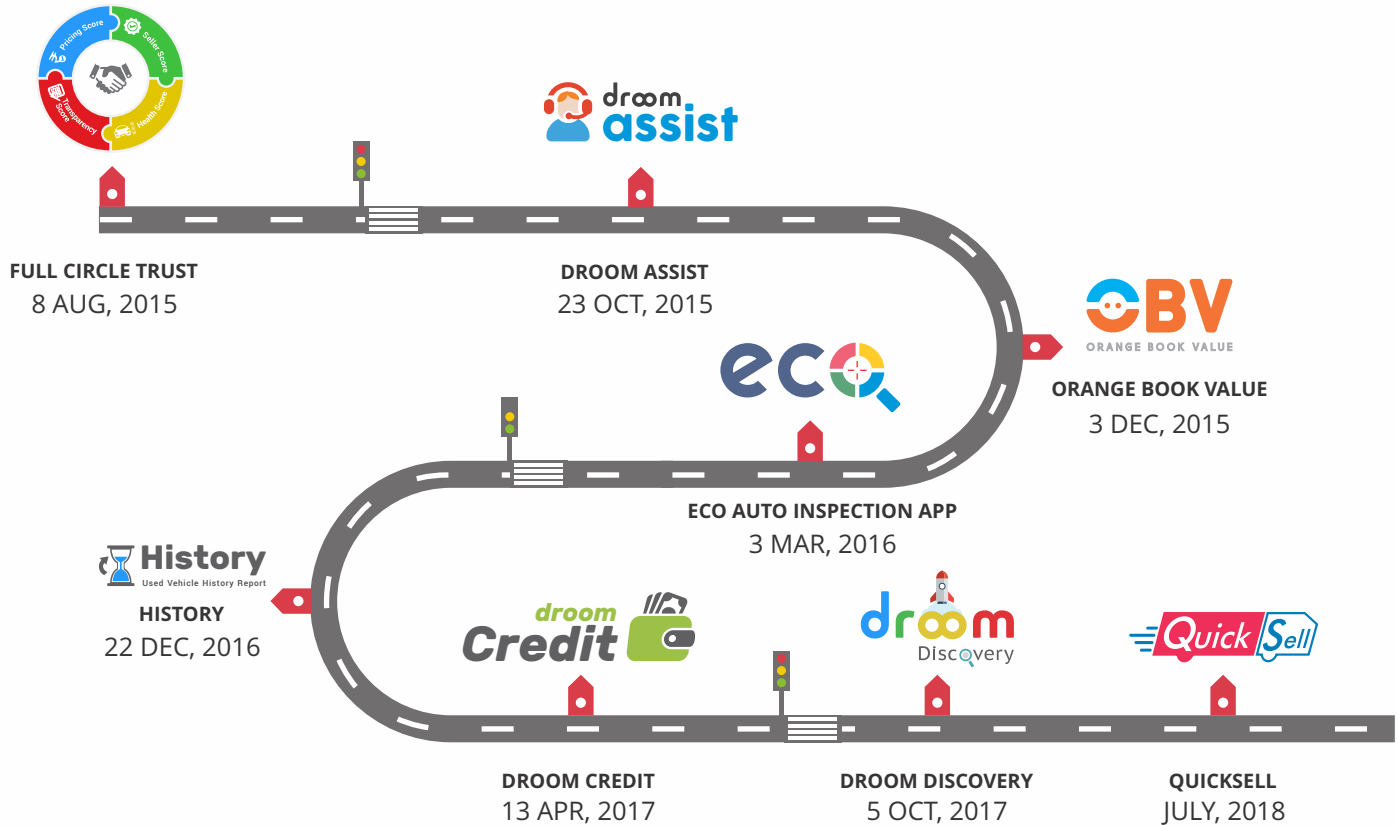 Pricing Score
Seller Score
Transparency
Score
Health Score
FULL CIRCLE TRUST
8 AUG, 2015
droom
assist
DROOM ASSIST
23 OCT, 2015
OBV
ORANGE BOOK VALUE
ORANGE BOOK VALUE
3 DEC, 2015
eco
ECO AUTO INSPECTION APP
3 MAR, 2016
History
Used Vehicle History Report
HISTORY
22 DEC, 2016
droom
Credit
DROOM CREDIT
13 APR, 2017
droom
Discovery
DROOM DISCOVERY
5 OCT, 2017
Quick Sell
QUICKSELL
JULY, 2018